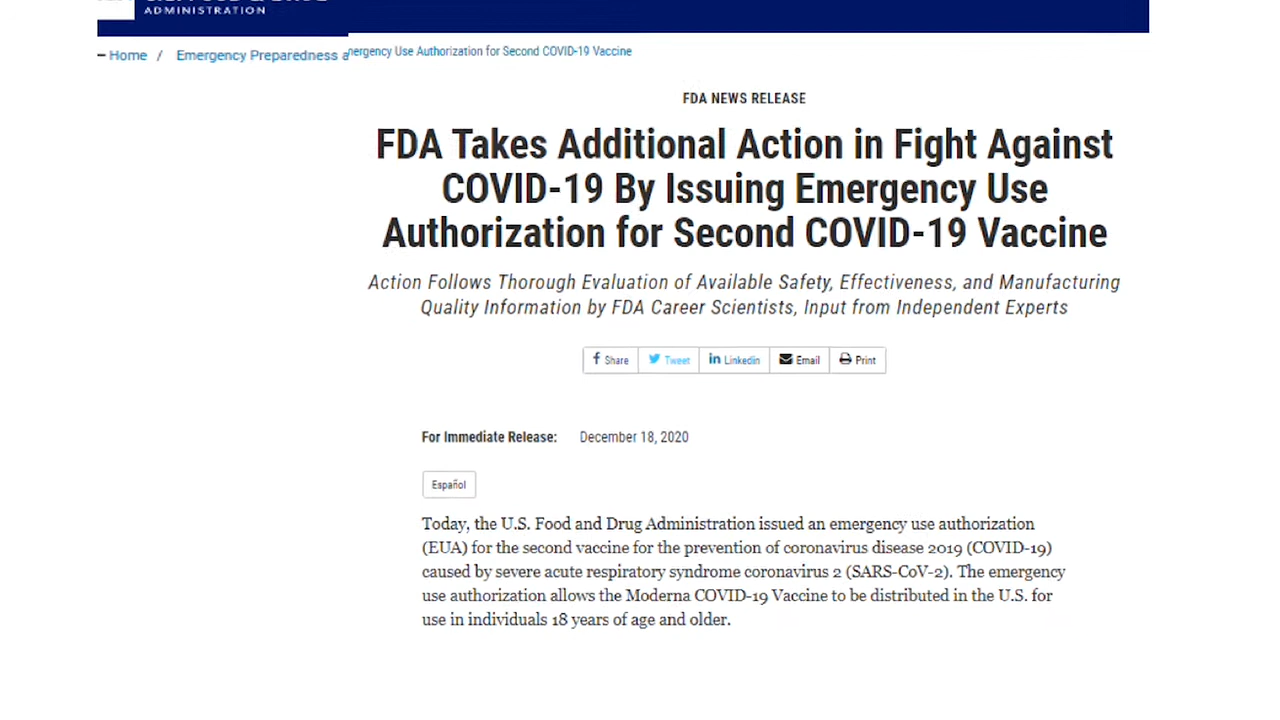 ADMINISTRATION
Home / Emergency Preparedness a
ergency Use Authorization for Second COVID-19 Vaccine
FDA NEWS RELEASE
FDA Takes Additional Action in Fight Against
COVID-19 By Issuing Emergency Use
Authorization for Second COVID-19 Vaccine
Action Follows Thorough Evaluation of Available Safety, Effectiveness, and Manufacturing
Quality Information by FDA Career Scientists, Input from Independent Experts
Share Tweet Linkedin Email Print
For Immediate Release: December 18, 2020
Español
Today, the U.S. Food and Drug Administration issued an emergency use authorization
(EUA) for the second vaccine for the prevention of coronavirus disease 2019 (COVID-19)
caused by severe acute respiratory syndrome coronavirus 2 (SARS-CoV-2). The emergency
use authorization allows the Moderna COVID-19 Vaccine to be distributed in the U.S. for
use in individuals 18 years of age and older.